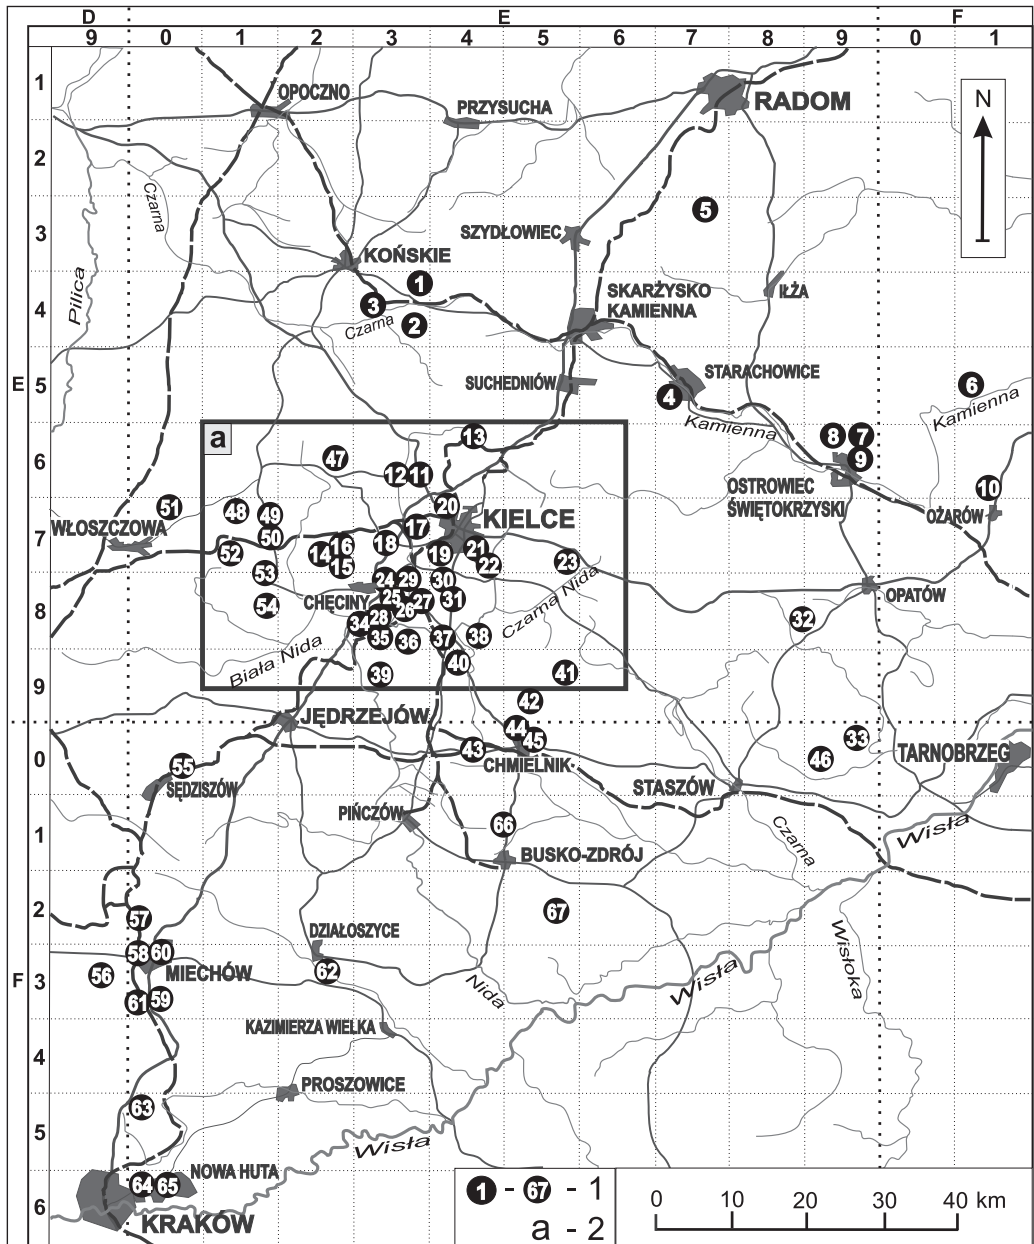 D E F
9 0 1 2 3 4 5 6 7 8 9 0 1
1
OPOCZNO
PRZYSUCHA
RADOM
N
2
Czarna
5
3
SZYDŁOWIEC
KOŃSKIE
Pilica
1
SKARŻYSKO
KAMIENNA
IŁŻA
4
3
2
Czarna
E
5
SUCHEDNIÓW
STARACHOWICE
6
4
Kamienna
Kamienna
a
13
8 7
6
47
12 11
9
OSTROWIEC
ŚWIĘTOKRZYSKI
10
51
48 49
20
KIELCE
OŻARÓW
WŁOSZCZOWA
17
7
50
52
14 16
18
19 21
15
22
23
53
24 29 30
CHĘCINY
25 27 31
Czarna Nida
OPATÓW
8
54
26
28
34
32
35 36 37 38
Biała Nida
40
39
41
9
42
JĘDRZEJÓW
44
45
33
43
CHMIELNIK
46
TARNOBRZEG
0
55
SĘDZISZÓW
STASZÓW
PIŃCZÓW
66
Czarna
Wisła
1
BUSKO-ZDRÓJ
2
57
67
DZIAŁOSZYCE
Wisłoka
58 60
MIECHÓW
F
3
56
62
61 59
Nida
Wisła
KAZIMIERZA WIELKA
4
PROSZOWICE
63
5
Wisła
NOWA HUTA
64 65
6
KRAKÓW
1 - 67 - 1
a - 2
0 10 20 30 40 km